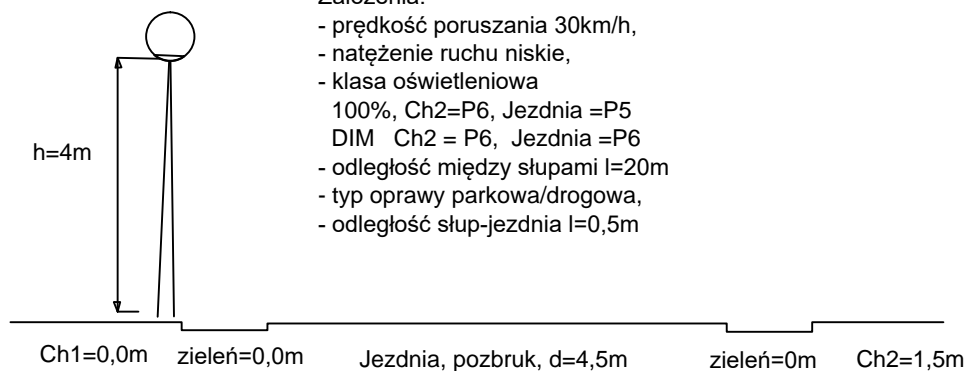 Założenia:
- prędkość poruszania 30km/h,
- natężenie ruchu niskie,
- klasa oświetleniowa
100%, Ch2=P6, Jezdnia =P5
DIM Ch2 = P6, Jezdnia =P6
- odległość między słupami l=20m
- typ oprawy parkowa/drogowa,
- odległość słup-jezdnia l=0,5m
h=4m
Ch1=0,0m zieleń=0,0m Jezdnia, pozbruk, d=4,5m zieleń=0m Ch2=1,5m